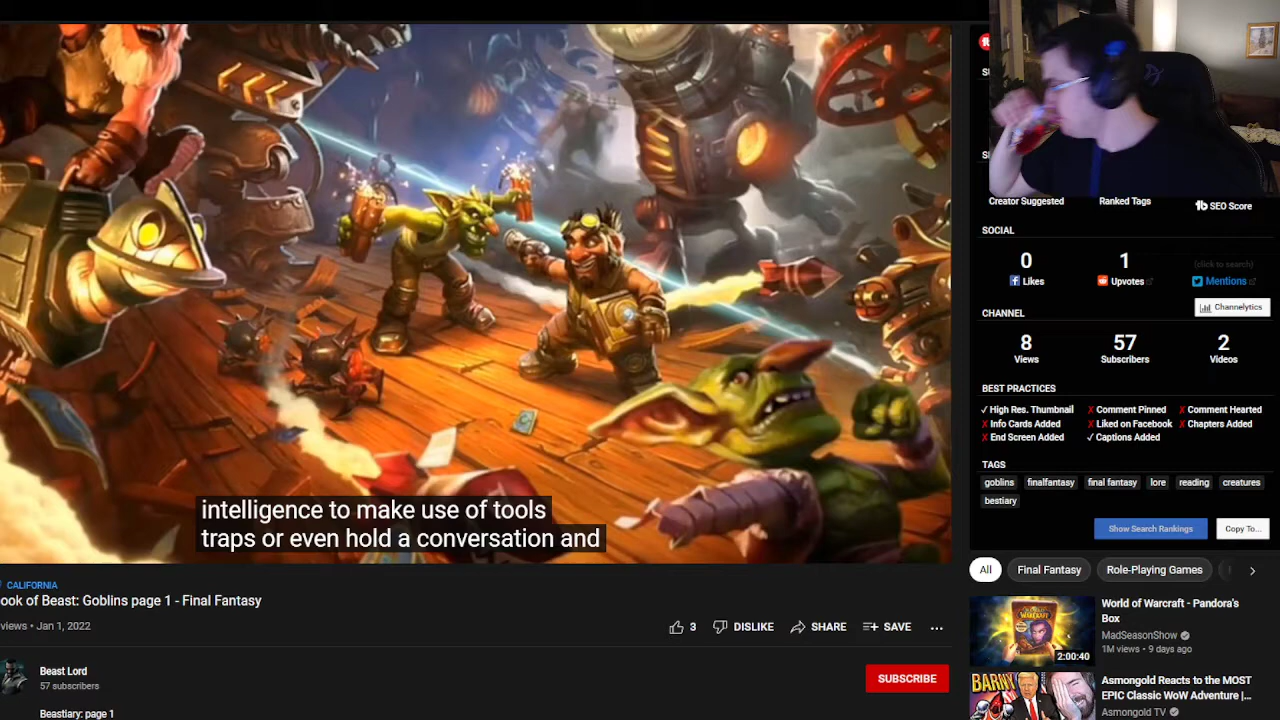 intelligence to make use of tools
traps or even hold a conversation and
CALIFORNIA
ook of Beast: Goblins page 1 - Final Fantasy
views • Jan 1, 2022
3
DISLIKE
SHARE
SAVE
Beast Lord
57 subscribers
SUBSCRIBE
Beastiary: page 1
Creator Suggested
Ranked Tags
SEO Score
SOCIAL
0
1
(click to search)
Likes
Upvotes
Mentions
CHANNEL
Channelytics
8
57
2
Views
Subscribers
Videos
BEST PRACTICES
✓ High Res. Thumbnail
✗ Comment Pinned
✗ Comment Hearted
✗ Info Cards Added
✗ Liked on Facebook
✗ Chapters Added
✗ End Screen Added
✓ Captions Added
TAGS
goblins
finalfantasy
final fantasy
lore
reading
creatures
bestiary
Show Search Rankings
Copy To...
All
Final Fantasy
Role-Playing Games
World of Warcraft - Pandora's
Box
MadSeasonShow
1M views • 9 days ago
2:00:40
BARNY
Asmongold Reacts to the MOST
EPIC Classic WoW Adventure |...
Asmongold TV